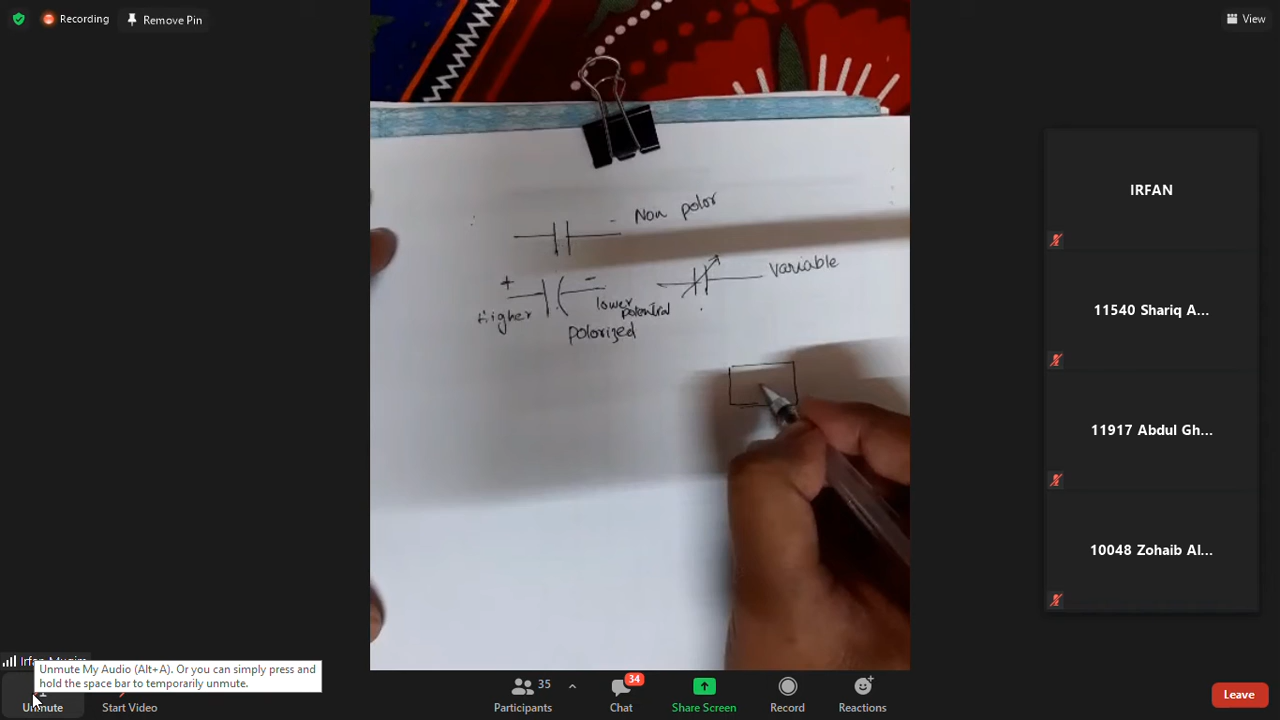 Recording
Remove Pin
View
Non polor
+
-
Higher
lower
potential
polorized
variable
IRFAN
11540 Shariq A...
11917 Abdul Gh...
10048 Zohaib Al...
Unmute My Audio (Alt+A). Or you can simply press and
hold the space bar to temporarily unmute.
Unmute
Start Video
35
Participants
34
Chat
Share Screen
Record
Reactions
Leave